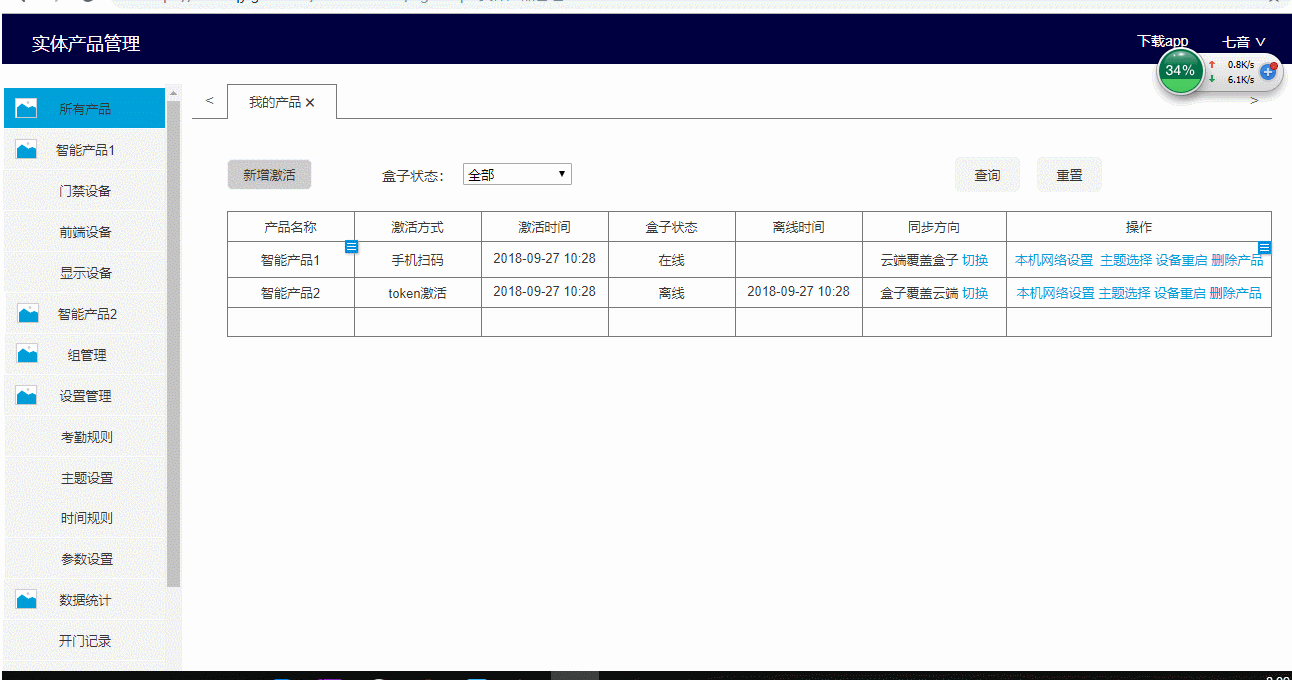 实体产品管理
下载app 七音 ∨
34% 0.8K/s
6.1K/s
所有产品
智能产品1
门禁设备
前端设备
显示设备
智能产品2
组管理
设置管理
考勤规则
主题设置
时间规则
参数设置
数据统计
开门记录
< 我的产品 × >
新增激活 盒子状态: 全部 查询 重置
产品名称 激活方式 激活时间 盒子状态 离线时间 同步方向 操作
智能产品1 手机扫码 2018-09-27 10:28 在线 云端覆盖盒子 切换 本机网络设置 主题选择 设备重启 删除产品
智能产品2 token激活 2018-09-27 10:28 离线 2018-09-27 10:28 盒子覆盖云端 切换 本机网络设置 主题选择 设备重启 删除产品